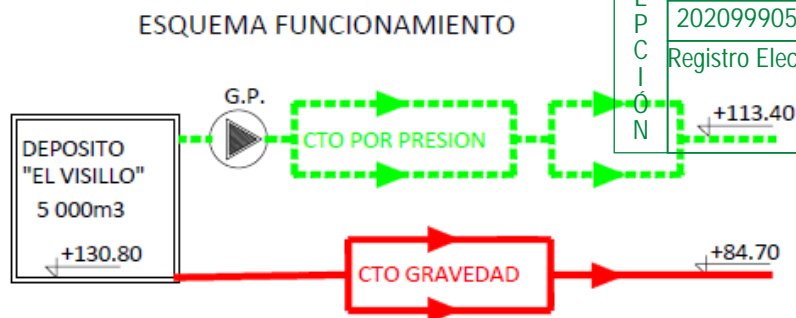 ESQUEMA FUNCIONAMIENTO
P
C
I
Ó
N
202099905
Registro Elec
G.P.
CTO POR PRESION
+113.40
DEPOSITO
"EL VISILLO"
5 000m3
+130.80
CTO GRAVEDAD
+84.70